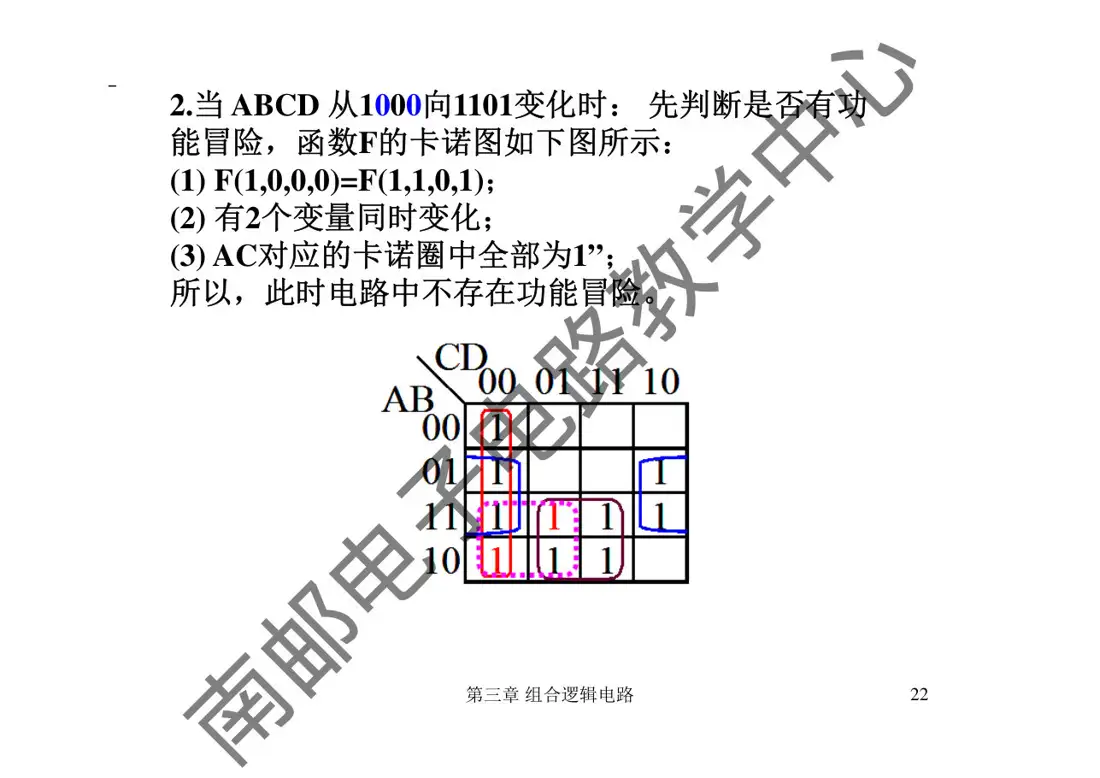 2.当 ABCD 从1000向1101变化时: 先判断是否有功
能冒险，函数F的卡诺图如下图所示:
(1) F(1,0,0,0)=F(1,1,0,1);
(2) 有2个变量同时变化;
(3) AC对应的卡诺圈中全部为1”;
所以，此时电路中不存在功能冒险。
CD
00 01 11 10
AB
00 1
01 1 1
11 1 1 1 1
10 1 1 1
南邮电子电路教学中心
第三章 组合逻辑电路 22